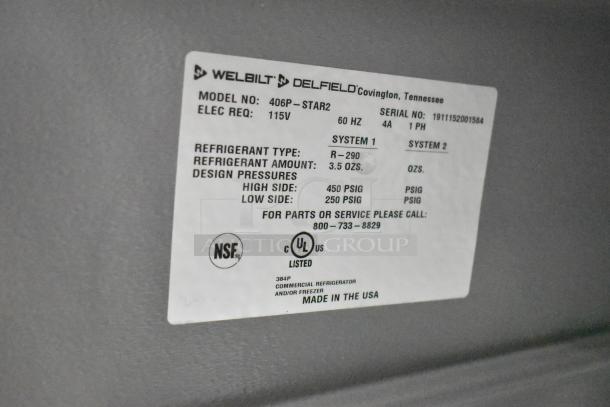 WELBILT DELFIELD Covington, Tennessee
MODEL NO: 406P-STAR2 SERIAL NO: 1911152001584
ELEC REQ: 115V 60 HZ 4A 1 PH
SYSTEM 1 SYSTEM 2
REFRIGERANT TYPE: R-290
REFRIGERANT AMOUNT: 3.5 OZS. OZS.
DESIGN PRESSURES
HIGH SIDE: 450 PSIG PSIG
LOW SIDE: 250 PSIG PSIG
FOR PARTS OR SERVICE PLEASE CALL:
800-733-8829
AUCTION GROUP
NSF
C UL US
LISTED
384P
COMMERCIAL REFRIGERATOR
AND/OR FREEZER
MADE IN THE USA